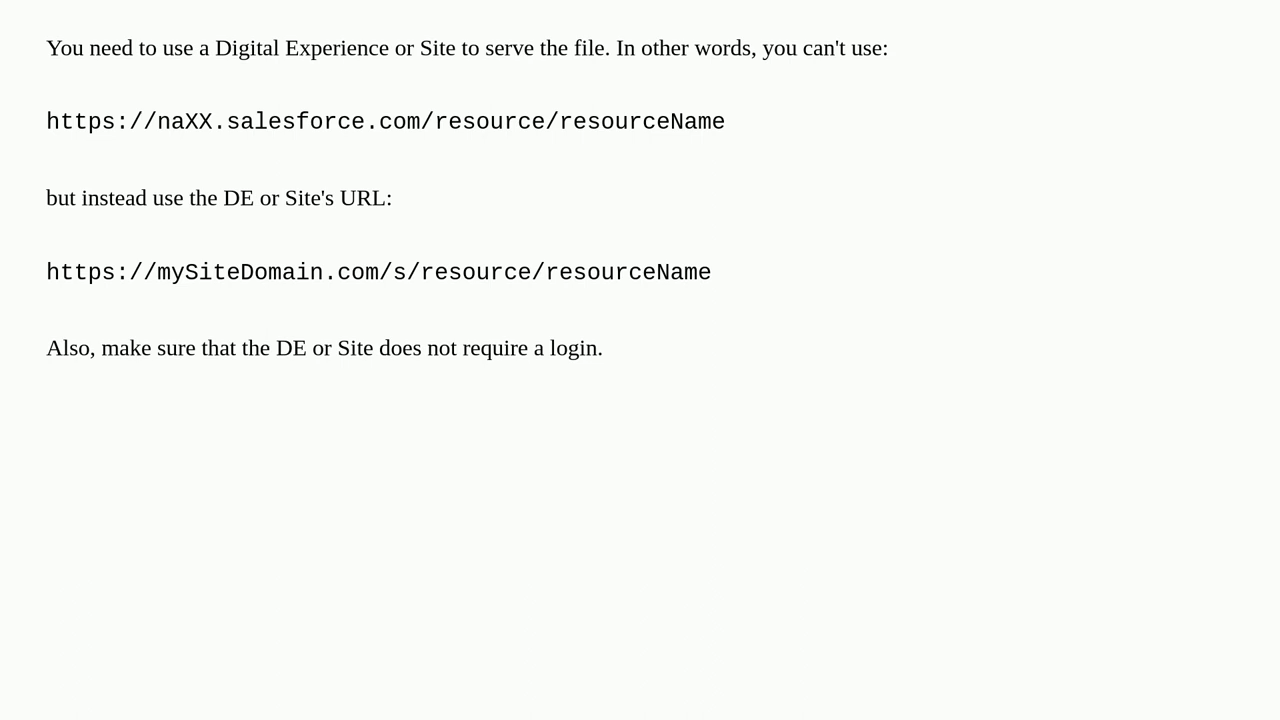 You need to use a Digital Experience or Site to serve the file. In other words, you can't use:
https://naXX.salesforce.com/resource/resourceName
but instead use the DE or Site's URL:
https://mySiteDomain.com/s/resource/resourceName
Also, make sure that the DE or Site does not require a login.